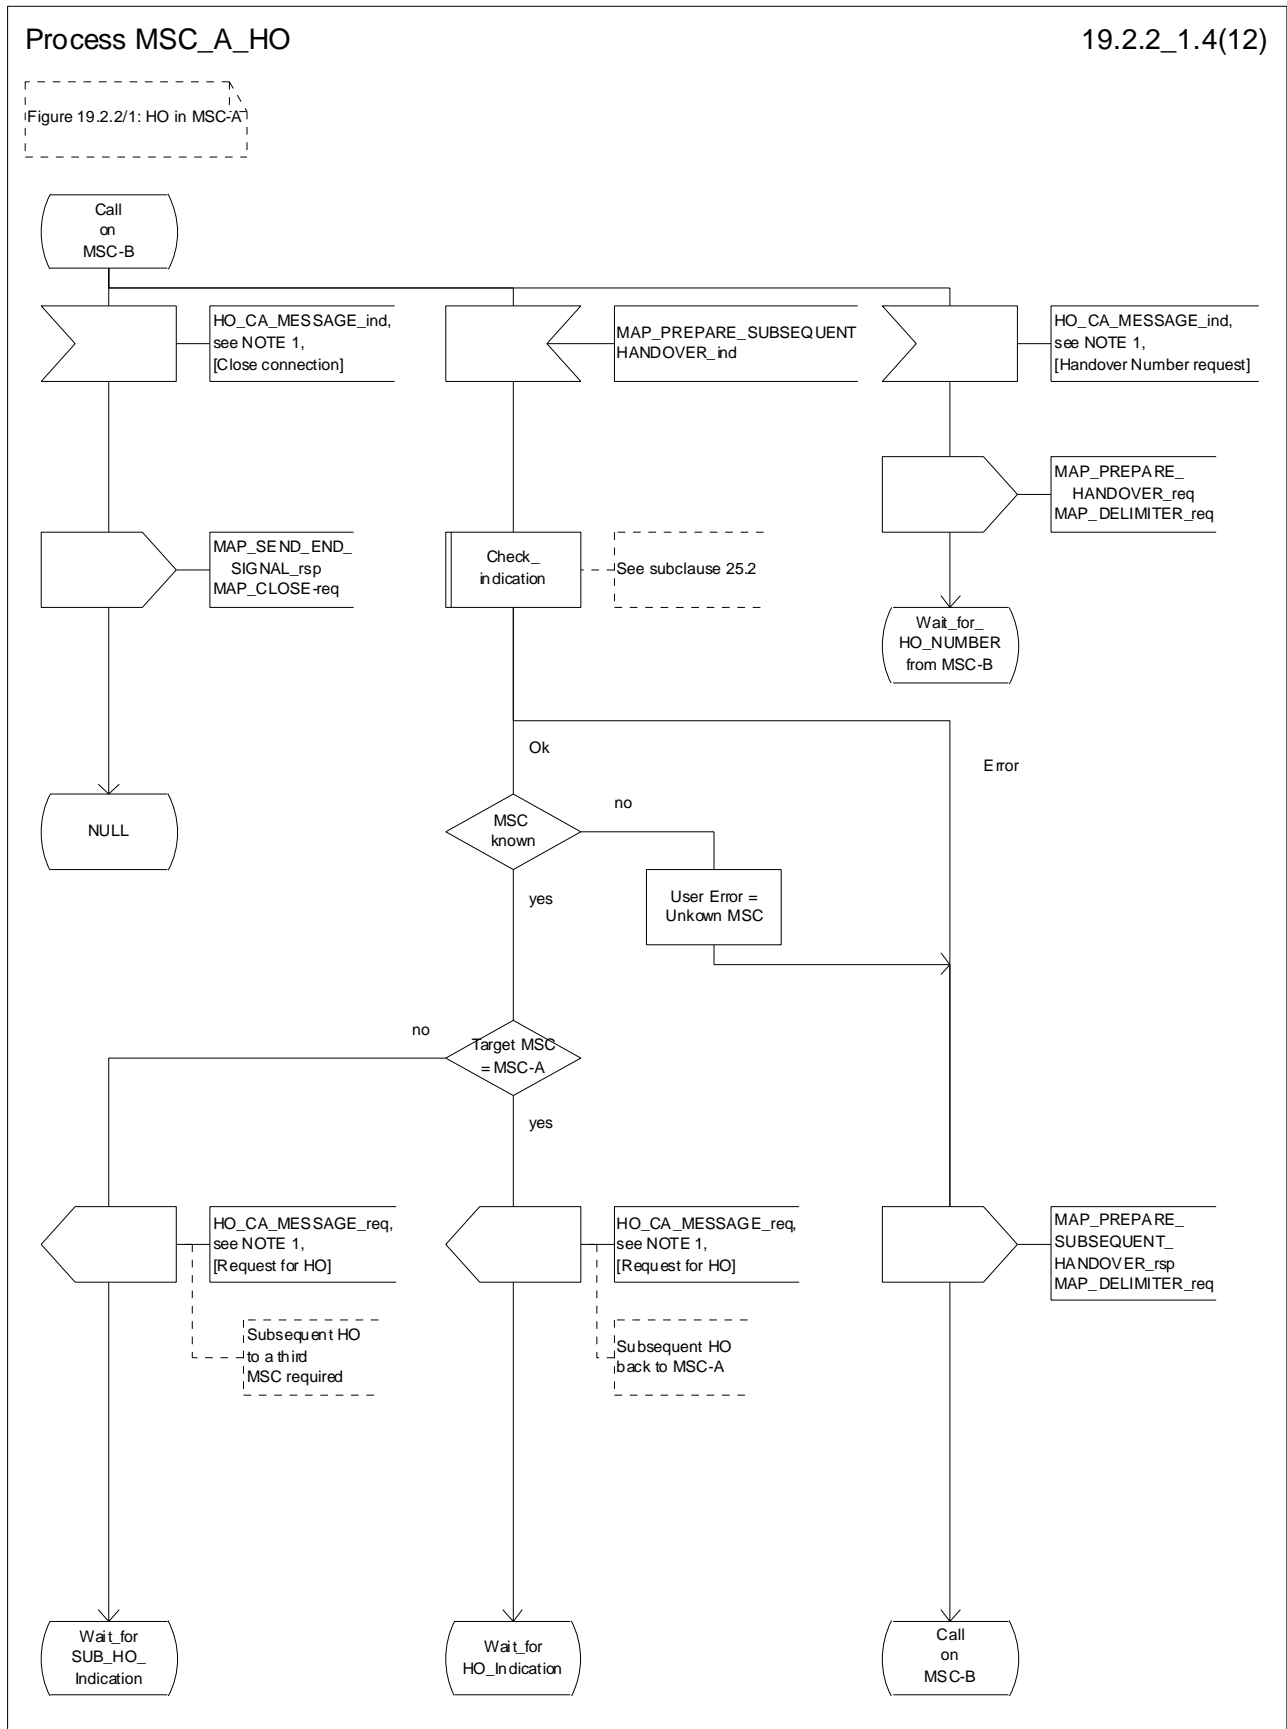 Process MSC_A_HO
19.2.2_1.4(12)
Figure 19.2.2/1: HO in MSC-A
Call
on
MSC-B
HO_CA_MESSAGE_ind,
see NOTE 1,
[Close connection]
MAP_PREPARE_SUBSEQUENT
HANDOVER_ind
HO_CA_MESSAGE_ind,
see NOTE 1,
[Handover Number request]
MAP_PREPARE_
HANDOVER_req
MAP_DELIMITER_req
MAP_SEND_END_
SIGNAL_rsp
MAP_CLOSE-req
Check_
indication
See subclause 25.2
Wait_for_
HO_NUMBER
from MSC-B
Ok
Error
NULL
MSC
known
no
yes
User Error =
Unkown MSC
no
Target MSC
= MSC-A
yes
HO_CA_MESSAGE_req,
see NOTE 1,
[Request for HO]
HO_CA_MESSAGE_req,
see NOTE 1,
[Request for HO]
MAP_PREPARE_
SUBSEQUENT_
HANDOVER_rsp
MAP_DELIMITER_req
Subsequent HO
to a third
MSC required
Subsequent HO
back to MSC-A
Wait_for
SUB_HO_
Indication
Wait_for
HO_Indication
Call
on
MSC-B